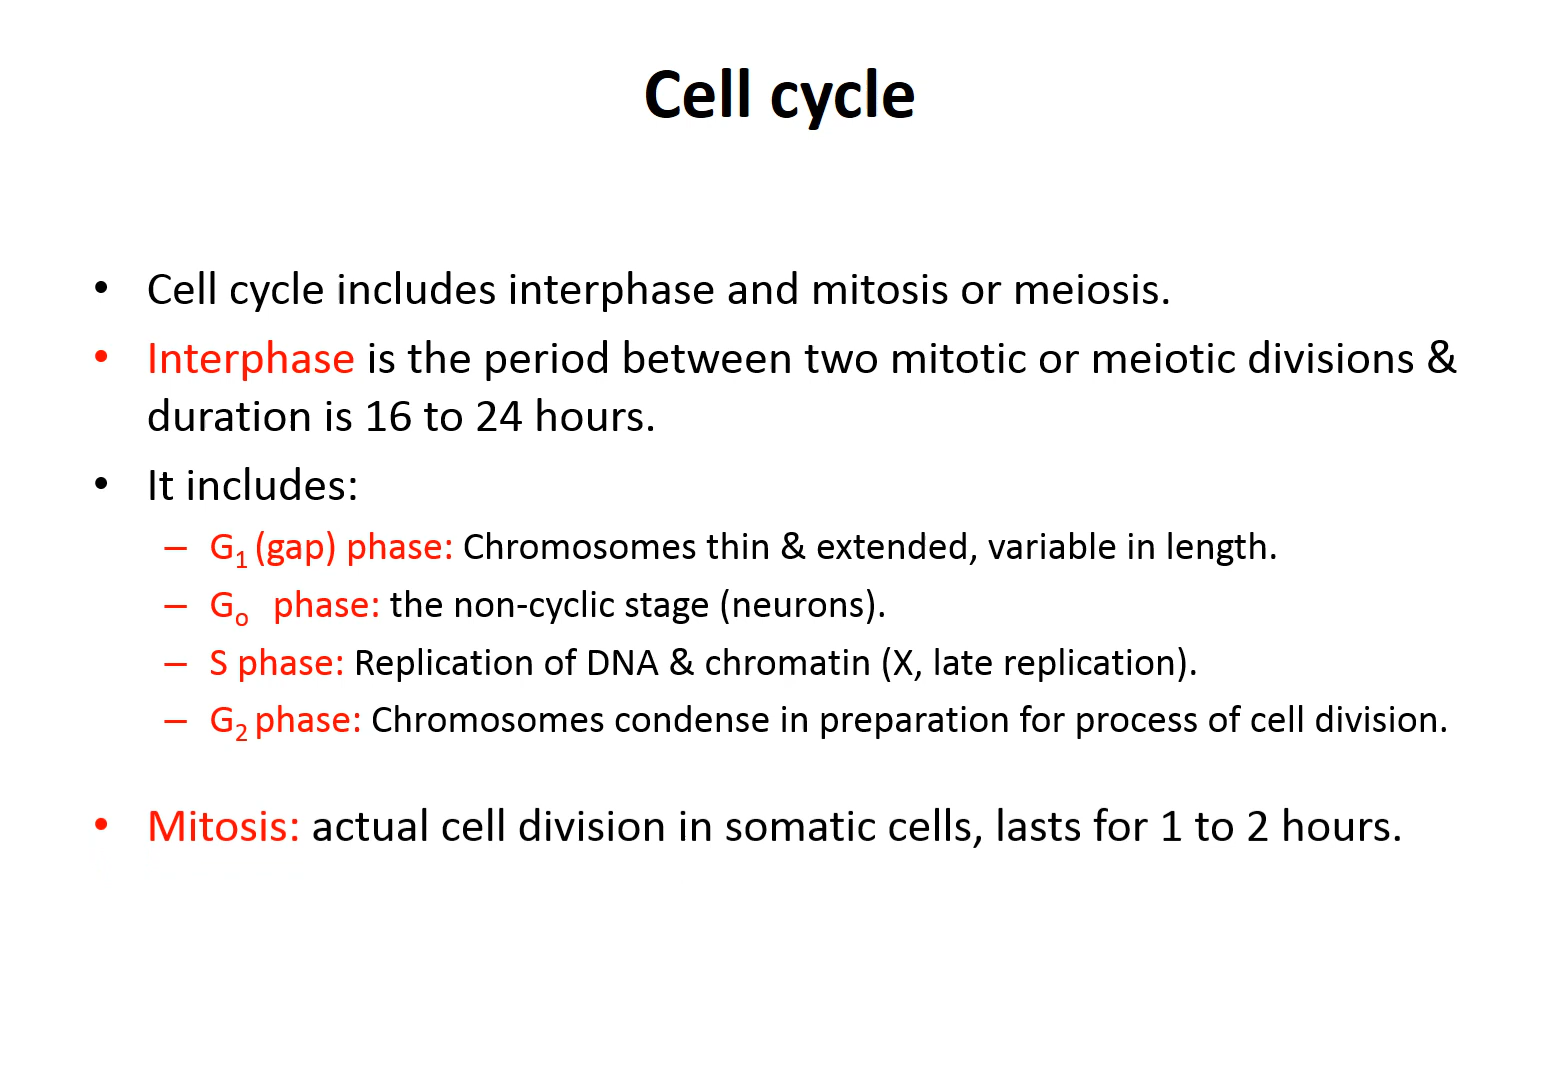 Cell cycle
• Cell cycle includes interphase and mitosis or meiosis.
• Interphase is the period between two mitotic or meiotic divisions &
duration is 16 to 24 hours.
• It includes:
– G₁ (gap) phase: Chromosomes thin & extended, variable in length.
– Gₒ phase: the non-cyclic stage (neurons).
– S phase: Replication of DNA & chromatin (X, late replication).
– G₂ phase: Chromosomes condense in preparation for process of cell division.
• Mitosis: actual cell division in somatic cells, lasts for 1 to 2 hours.